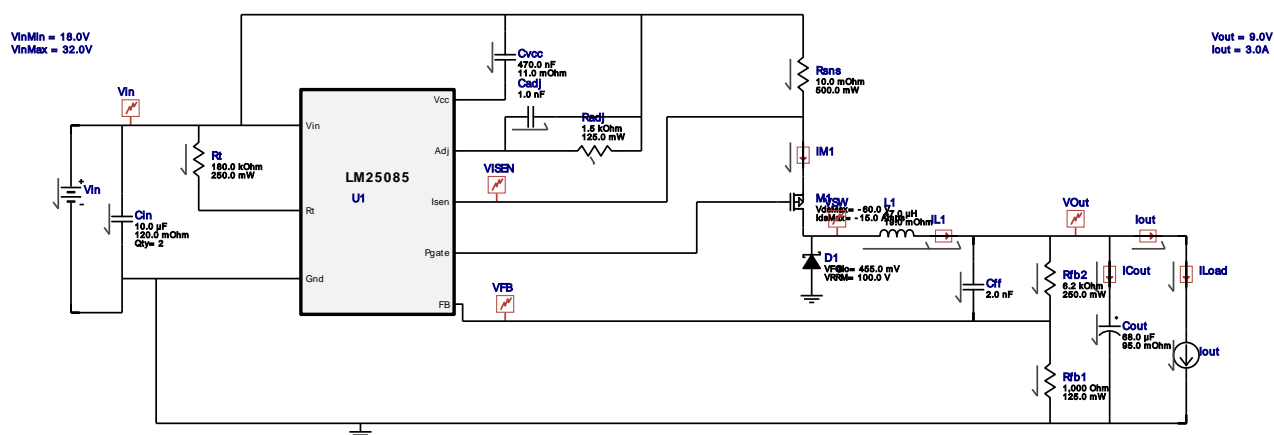 VinMin = 18.0V
VinMax = 32.0V
Vout = 9.0V
Iout = 3.0A
Cvcc
470.0 nF
11.0 mOhm
Cadj
1.0 nF
Rsns
10.0 mOhm
500.0 mW
Vin
Vcc
Vin
Radj
1.5 kOhm
125.0 mW
Rt
180.0 kOhm
250.0 mW
Adj
IM1
LM25085
U1
VISEN
Vin
Isen
M1
VdsMax= -60.0 V
IdsMax= -15.0 Amps
VSW
L1
µH
mOhm
IL1
VOut
Iout
Cin
10.0 µF
120.0 mOhm
Qty= 2
Rt
Pgate
D1
VF@Io= 455.0 mV
VRRM= 100.0 V
Gnd
VFB
FB
Cff
2.0 nF
Rfb2
6.2 kOhm
250.0 mW
ICout
ILoad
Cout
68.0 µF
95.0 mOhm
Iout
Rfb1
1,000 Ohm
125.0 mW